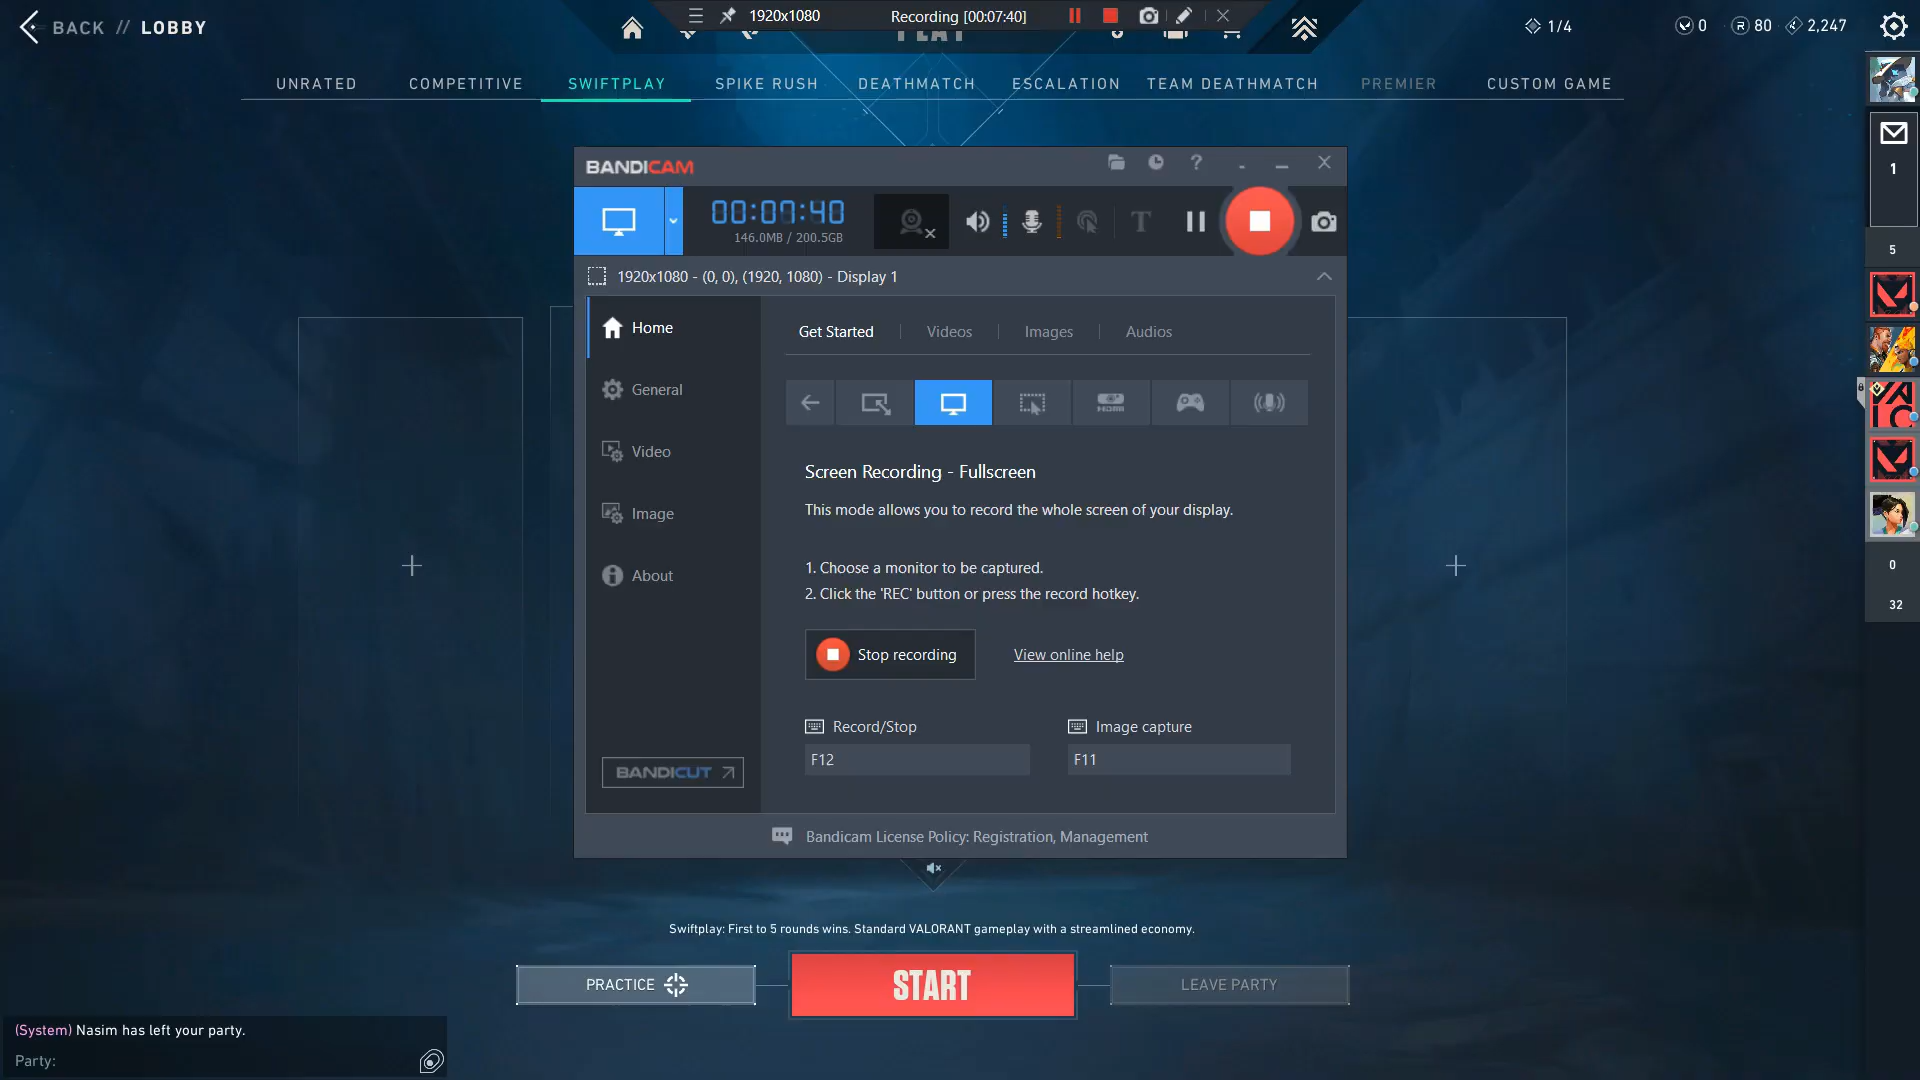 BACK // LOBBY
1920x1080
Recording [00:07:40]
1/4
0
80
2,247
UNRATED
COMPETITIVE
SWIFTPLAY
SPIKE RUSH
DEATHMATCH
ESCALATION
TEAM DEATHMATCH
PREMIER
CUSTOM GAME
BANDICAM
00:07:40
146.0MB / 200.5GB
1920x1080 - (0, 0), (1920, 1080) - Display 1
Home
General
Video
Image
About
BANDICUT
Get Started
Videos
Images
Audios
HDMI
Screen Recording - Fullscreen
This mode allows you to record the whole screen of your display.
1. Choose a monitor to be captured.
2. Click the 'REC' button or press the record hotkey.
Stop recording
View online help
Record/Stop
F12
Image capture
F11
Bandicam License Policy: Registration, Management
1
5
0
32
Swiftplay: First to 5 rounds wins. Standard VALORANT gameplay with a streamlined economy.
PRACTICE
START
LEAVE PARTY
(System) Nasim has left your party.
Party: